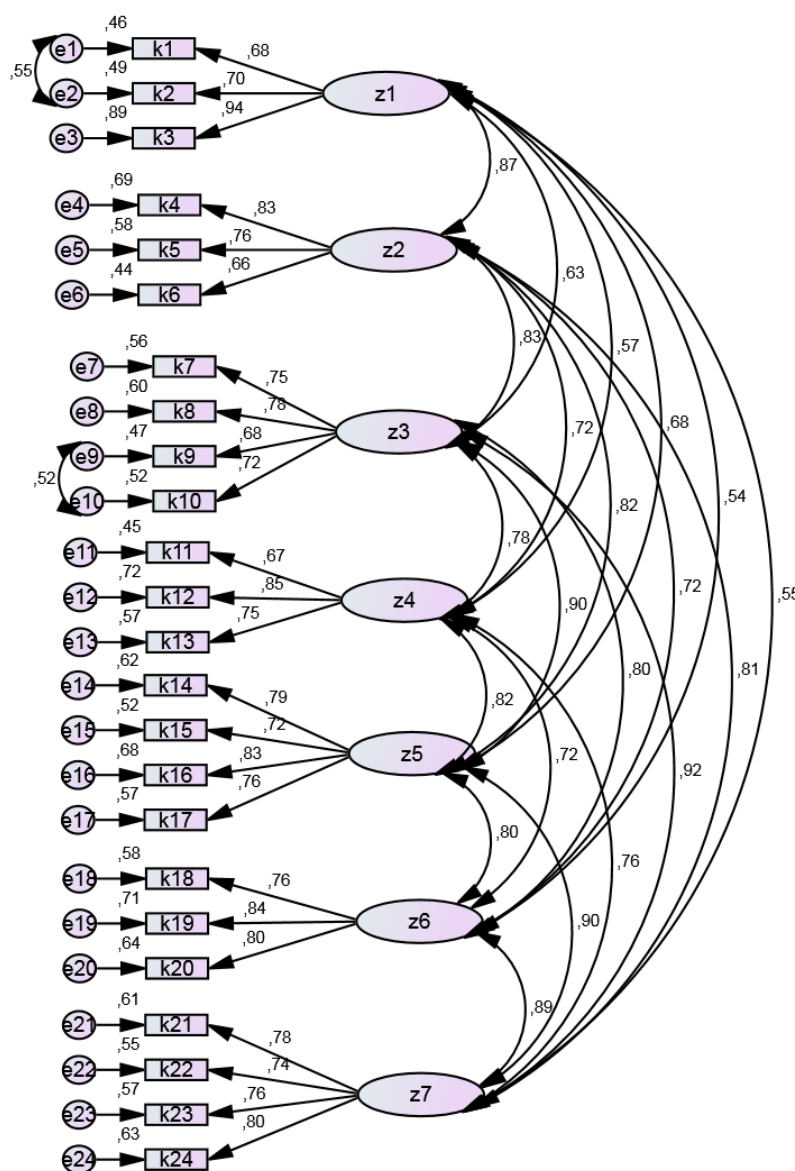 ,46
e1 k1 ,68
,55 ,49
e2 k2 ,70 z1
,89
e3 k3 ,94
,87
,69
e4 k4 ,83
,58
e5 k5 ,76 z2
,44
e6 k6 ,66
,63
,83 ,57
,56
e7 k7 ,75
,60
e8 k8 ,78
,47
e9 k9 ,68 z3 ,72 ,68
,52 ,52
e10 k10 ,72
,82 ,54
,45 ,78
e11 k11 ,67
,72
e12 k12 ,85 z4 ,90 ,72 ,55
,57
e13 k13 ,75
,62
e14 k14 ,79 ,82 ,80 ,81
,52
e15 k15 ,72 z5
,68
e16 k16 ,83 ,72 ,92
,57
e17 k17 ,76
,80
,58 ,76
e18 k18 ,76
,71
e19 k19 ,84 z6 ,90
,64
e20 k20 ,80
,61 ,89
e21 k21 ,78
,55
e22 k22 ,74 z7
,57
e23 k23 ,76
,63
e24 k24 ,80